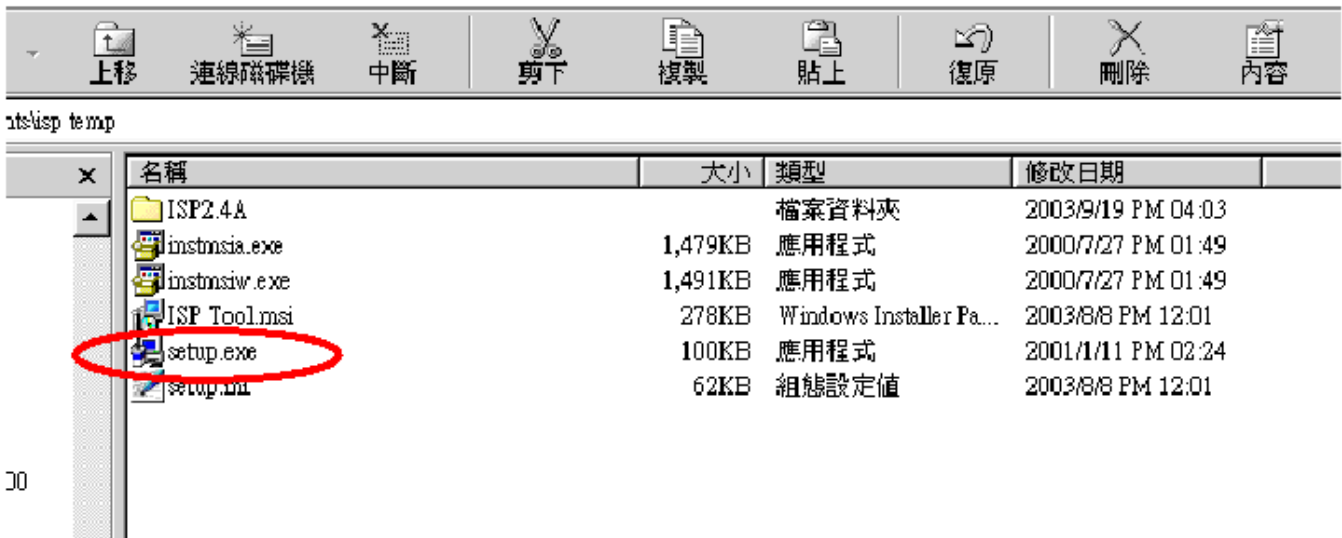 上移 連線磁碟機 中斷 剪下 複製 貼上 復原 刪除 內容
nts\isp temp
名稱 大小 類型 修改日期
ISP2.4A 檔案資料夾 2003/9/19 PM 04:03
instmsia.exe 1,479KB 應用程式 2000/7/27 PM 01:49
instmsiw.exe 1,491KB 應用程式 2000/7/27 PM 01:49
ISP Tool.msi 278KB Windows Installer Pa... 2003/8/8 PM 12:01
setup.exe 100KB 應用程式 2001/1/11 PM 02:24
setup.ini 62KB 組態設定值 2003/8/8 PM 12:01